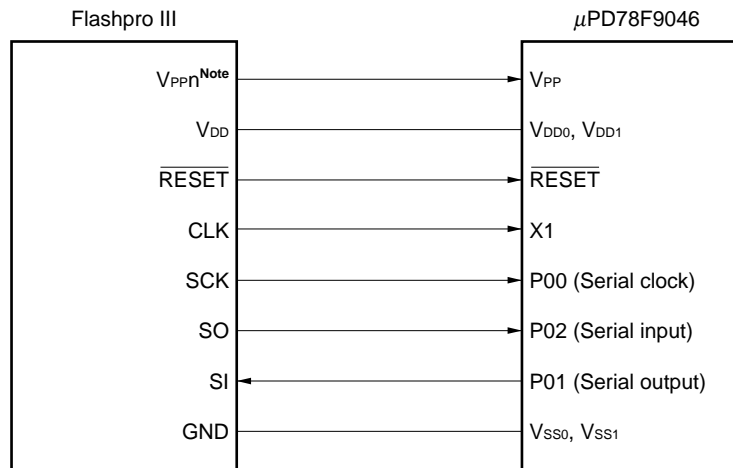 Flashpro III μPD78F9046
VPPnNote VPP
VDD VDD0, VDD1
RESET RESET
CLK X1
SCK P00 (Serial clock)
SO P02 (Serial input)
SI P01 (Serial output)
GND VSS0, VSS1